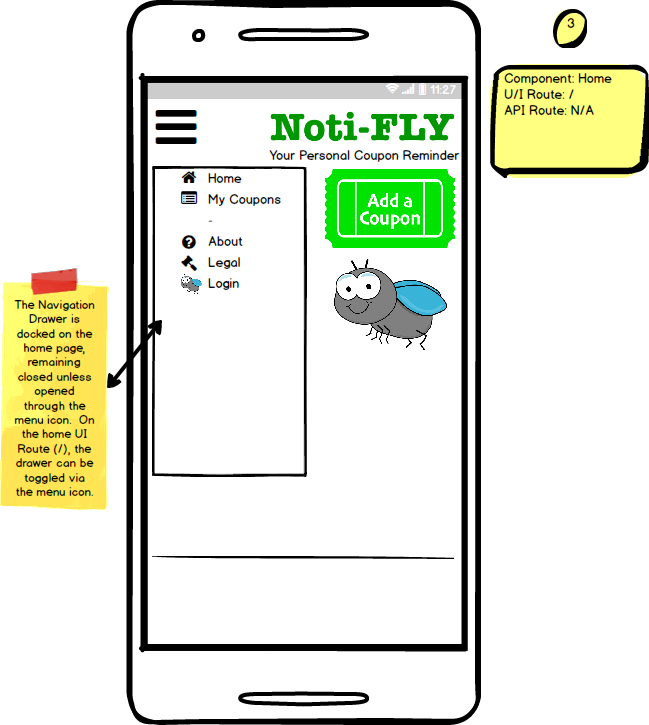 3
Component: Home
U/I Route: /
API Route: N/A
11:27
Noti-FLY
Your Personal Coupon Reminder
Home
My Coupons
-
About
Legal
Login
Add a
Coupon
The Navigation
Drawer is
docked on the
home page,
remaining
closed unless
opened
through the
menu icon.  On
the home UI
Route (/), the
drawer can be
toggled via
the menu icon.